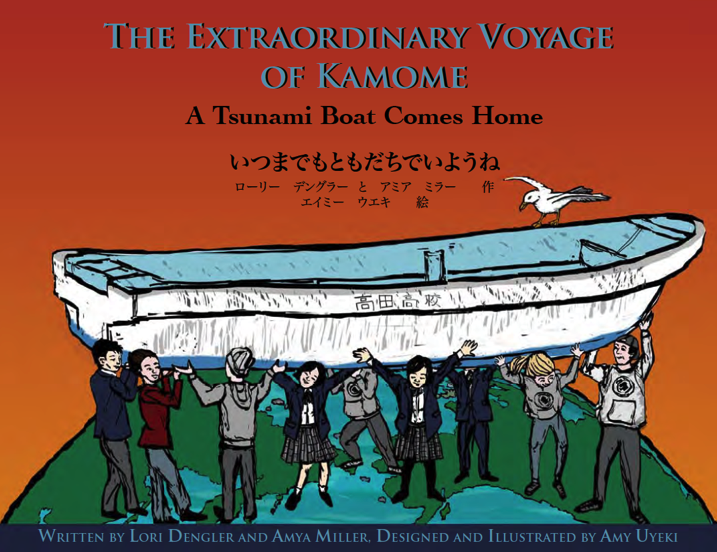 THE EXTRAORDINARY VOYAGE
OF KAMOME
A Tsunami Boat Comes Home
いつまでもともだちでいようね
ローリー デングラー と アミア ミラー 作
エイミー ウエキ 絵
高田高校
WRITTEN BY LORI DENGLER AND AMYA MILLER, DESIGNED AND ILLUSTRATED BY AMY UYEKI